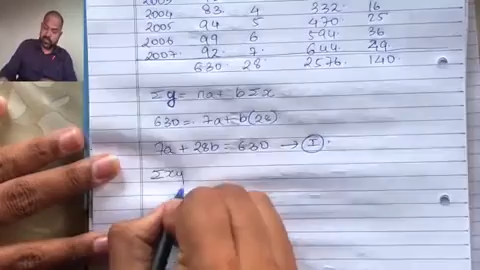 2003
2004 83. 4 332. 16
2005 94 5 470. 25
2006 99 6 594. 36
2007. 92. 7. 644. 49
630. 28 2576. 140.
Σy = na + bΣx
630 = 7a + b(28)
7a + 28b = 630 → I.
Σxy